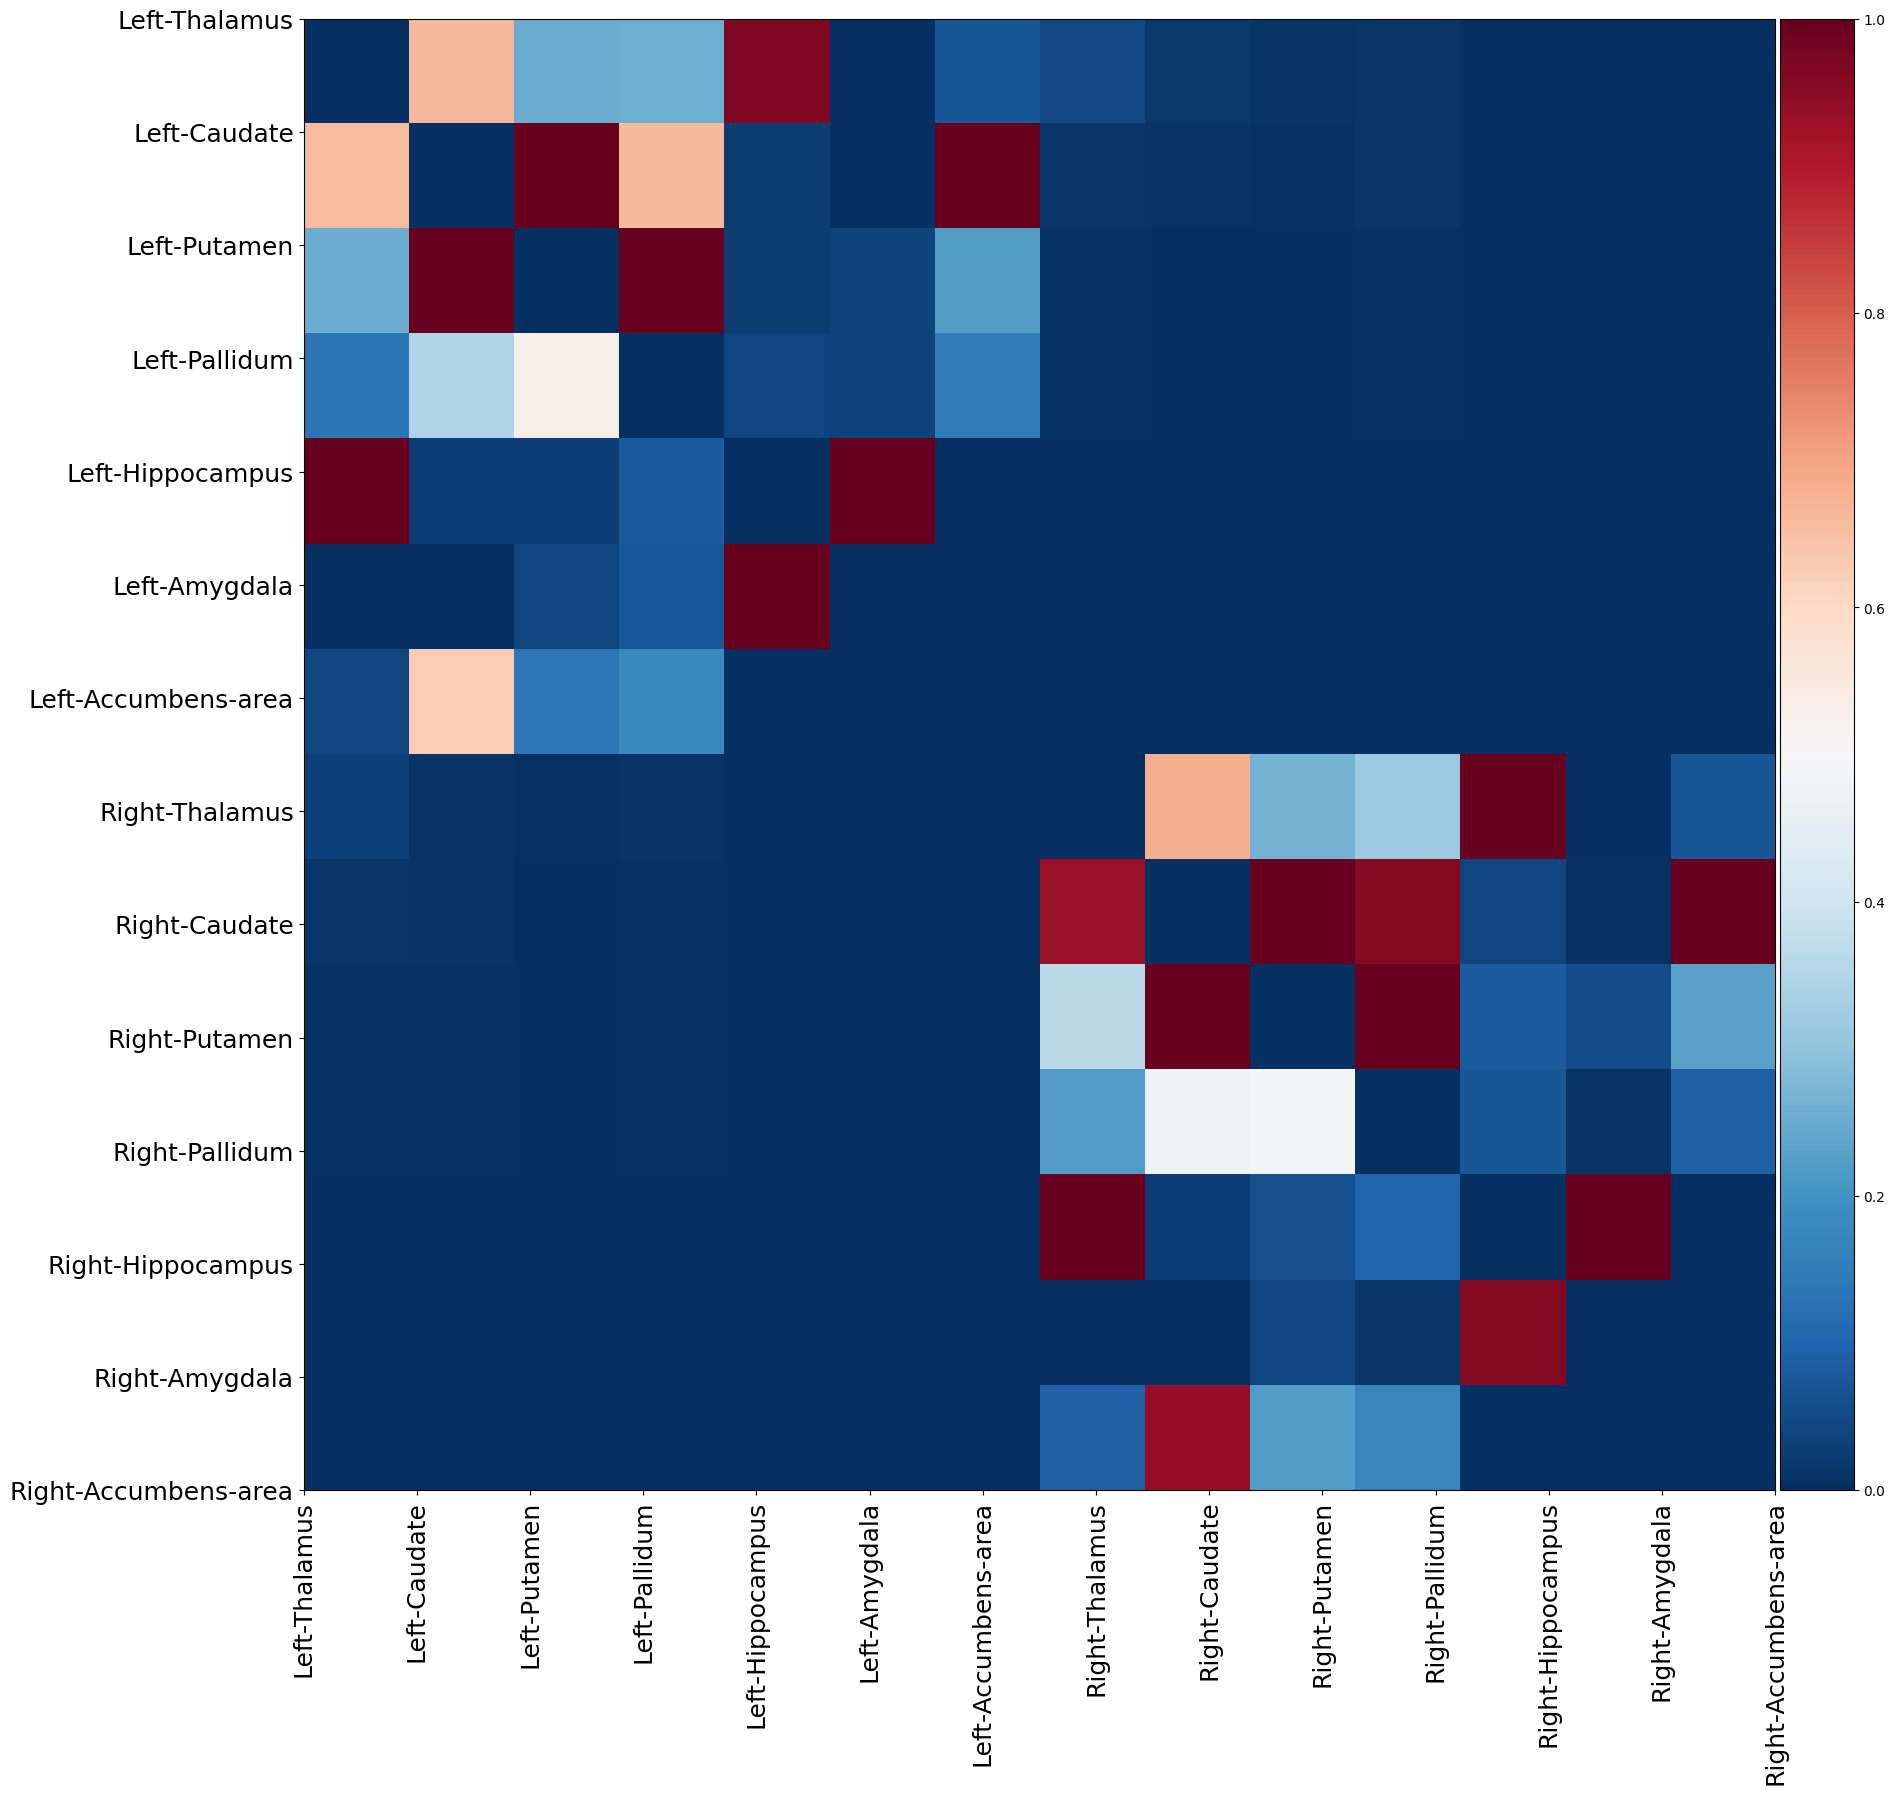 Left-Thalamus
Left-Caudate
Left-Putamen
Left-Pallidum
Left-Hippocampus
Left-Amygdala
Left-Accumbens-area
Right-Thalamus
Right-Caudate
Right-Putamen
Right-Pallidum
Right-Hippocampus
Right-Amygdala
Right-Accumbens-area
Left-Thalamus
Left-Caudate
Left-Putamen
Left-Pallidum
Left-Hippocampus
Left-Amygdala
Left-Accumbens-area
Right-Thalamus
Right-Caudate
Right-Putamen
Right-Pallidum
Right-Hippocampus
Right-Amygdala
Right-Accumbens-area
1.0
0.8
0.6
0.4
0.2
0.0